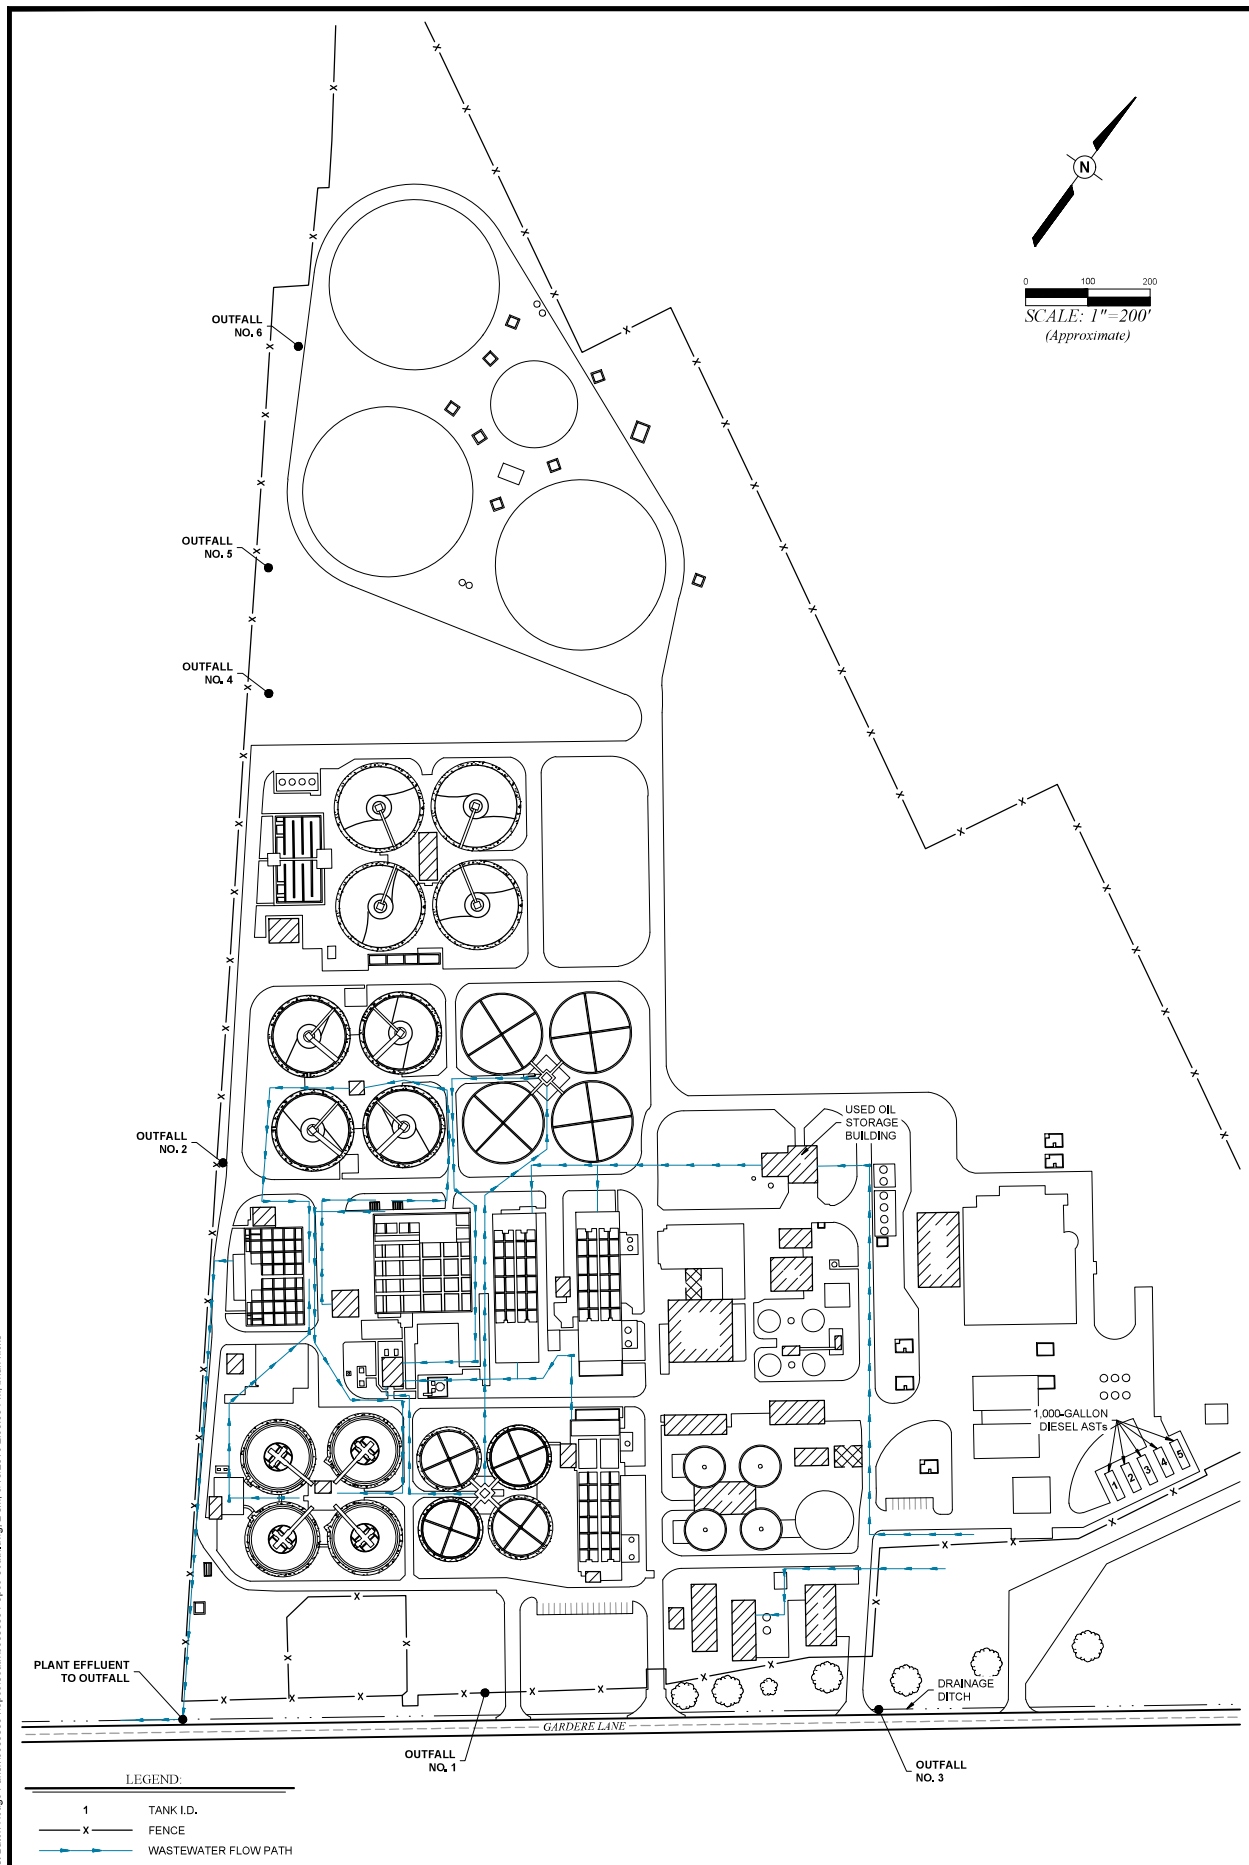 N
0 100 200
SCALE: 1"=200'
(Approximate)
OUTFALL
NO. 6
OUTFALL
NO. 5
OUTFALL
NO. 4
USED OIL
STORAGE
BUILDING
OUTFALL
NO. 2
1,000-GALLON
DIESEL ASTs
1 2 3 4 5
PLANT EFFLUENT
TO OUTFALL
DRAINAGE
DITCH
GARDERE LANE
OUTFALL
NO. 1
OUTFALL
NO. 3
LEGEND:
1 TANK I.D.
X FENCE
WASTEWATER FLOW PATH